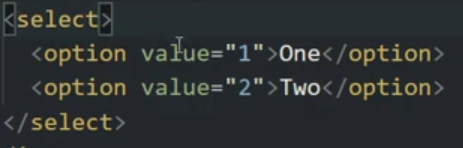 <select>
<option value="1">One</option>
<option value="2">Two</option>
</select>